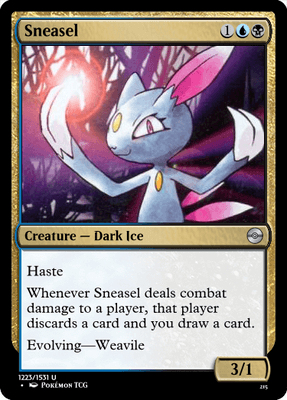 Sneasel 1
Creature — Dark Ice
Haste
Whenever Sneasel deals combat
damage to a player, that player
discards a card and you draw a card.
Evolving—Weavile
3/1
1223/1531 U
• Pokémon TCG